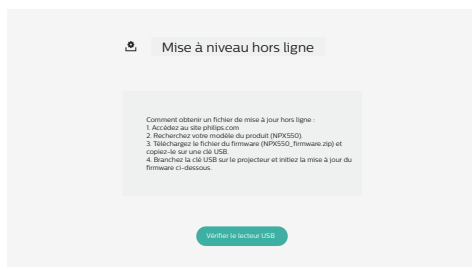 Mise à niveau hors ligne
Comment obtenir un fichier de mise à jour hors ligne :
1. Accédez au site philips.com
2. Recherchez votre modèle du produit (NPX550).
3. Téléchargez le fichier du firmware (NPX550_firmware.zip) et
copiez-le sur une clé USB.
4. Branchez la clé USB sur le projecteur et initiez la mise à jour du
firmware ci-dessous.
Vérifier le lecteur USB